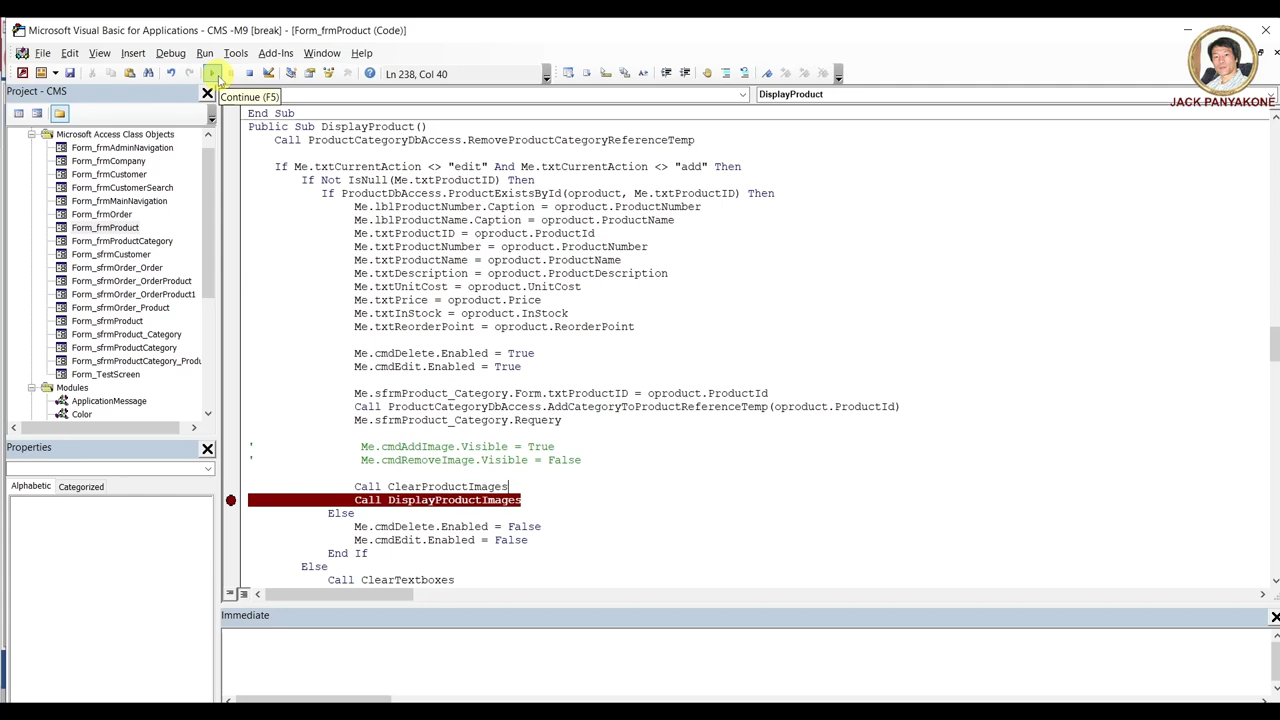 Microsoft Visual Basic for Applications - CMS -M9 [break] - [Form_frmProduct (Code)]
File Edit View Insert Debug Run Tools Add-Ins Window Help
Ln 238, Col 40
JACK PANYAKONE
Project - CMS
Continue (F5)
DisplayProduct
Microsoft Access Class Objects
Form_frmAdminNavigation
Form_frmCompany
Form_frmCustomer
Form_frmCustomerSearch
Form_frmMainNavigation
Form_frmOrder
Form_frmProduct
Form_frmProductCategory
Form_sfrmCustomer
Form_sfrmOrder_Order
Form_sfrmOrder_OrderProduct
Form_sfrmOrder_OrderProduct1
Form_sfrmOrder_Product
Form_sfrmProduct
Form_sfrmProduct_Category
Form_sfrmProductCategory
Form_sfrmProductCategory_Produ
Form_TestScreen
Modules
ApplicationMessage
Color
Properties
Alphabetic Categorized
End Sub
Public Sub DisplayProduct()
Call ProductCategoryDbAccess.RemoveProductCategoryReferenceTemp
If Me.txtCurrentAction <> "edit" And Me.txtCurrentAction <> "add" Then
If Not IsNull(Me.txtProductID) Then
If ProductDbAccess.ProductExistsById(oproduct, Me.txtProductID) Then
Me.lblProductNumber.Caption = oproduct.ProductNumber
Me.lblProductName.Caption = oproduct.ProductName
Me.txtProductID = oproduct.ProductId
Me.txtProductNumber = oproduct.ProductNumber
Me.txtProductName = oproduct.ProductName
Me.txtDescription = oproduct.ProductDescription
Me.txtUnitCost = oproduct.UnitCost
Me.txtPrice = oproduct.Price
Me.txtInStock = oproduct.InStock
Me.txtReorderPoint = oproduct.ReorderPoint
Me.cmdDelete.Enabled = True
Me.cmdEdit.Enabled = True
Me.sfrmProduct_Category.Form.txtProductID = oproduct.ProductId
Call ProductCategoryDbAccess.AddCategoryToProductReferenceTemp(oproduct.ProductId)
Me.sfrmProduct_Category.Requery
' Me.cmdAddImage.Visible = True
' Me.cmdRemoveImage.Visible = False
Call ClearProductImages
Call DisplayProductImages
Else
Me.cmdDelete.Enabled = False
Me.cmdEdit.Enabled = False
End If
Else
Call ClearTextboxes
Immediate